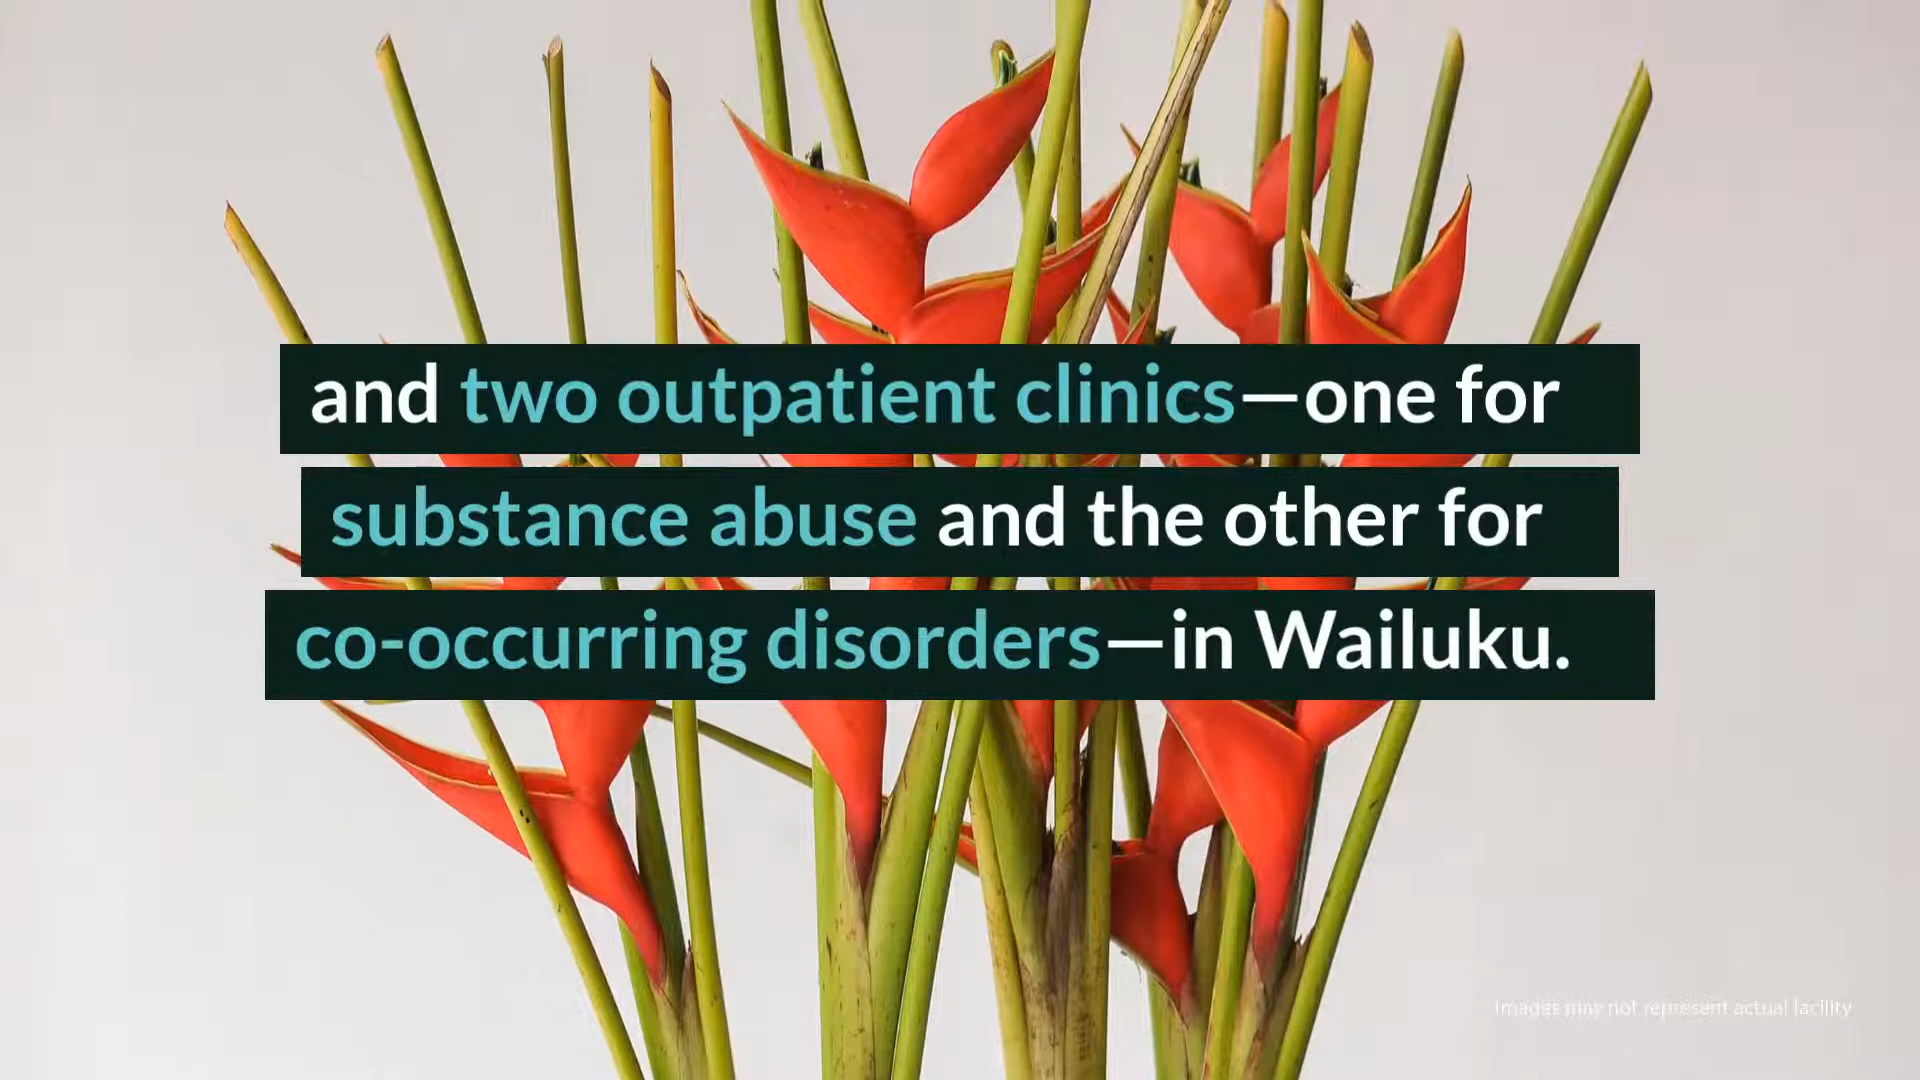 and two outpatient clinics—one for
substance abuse and the other for
co-occurring disorders—in Wailuku.
Images may not represent actual facility